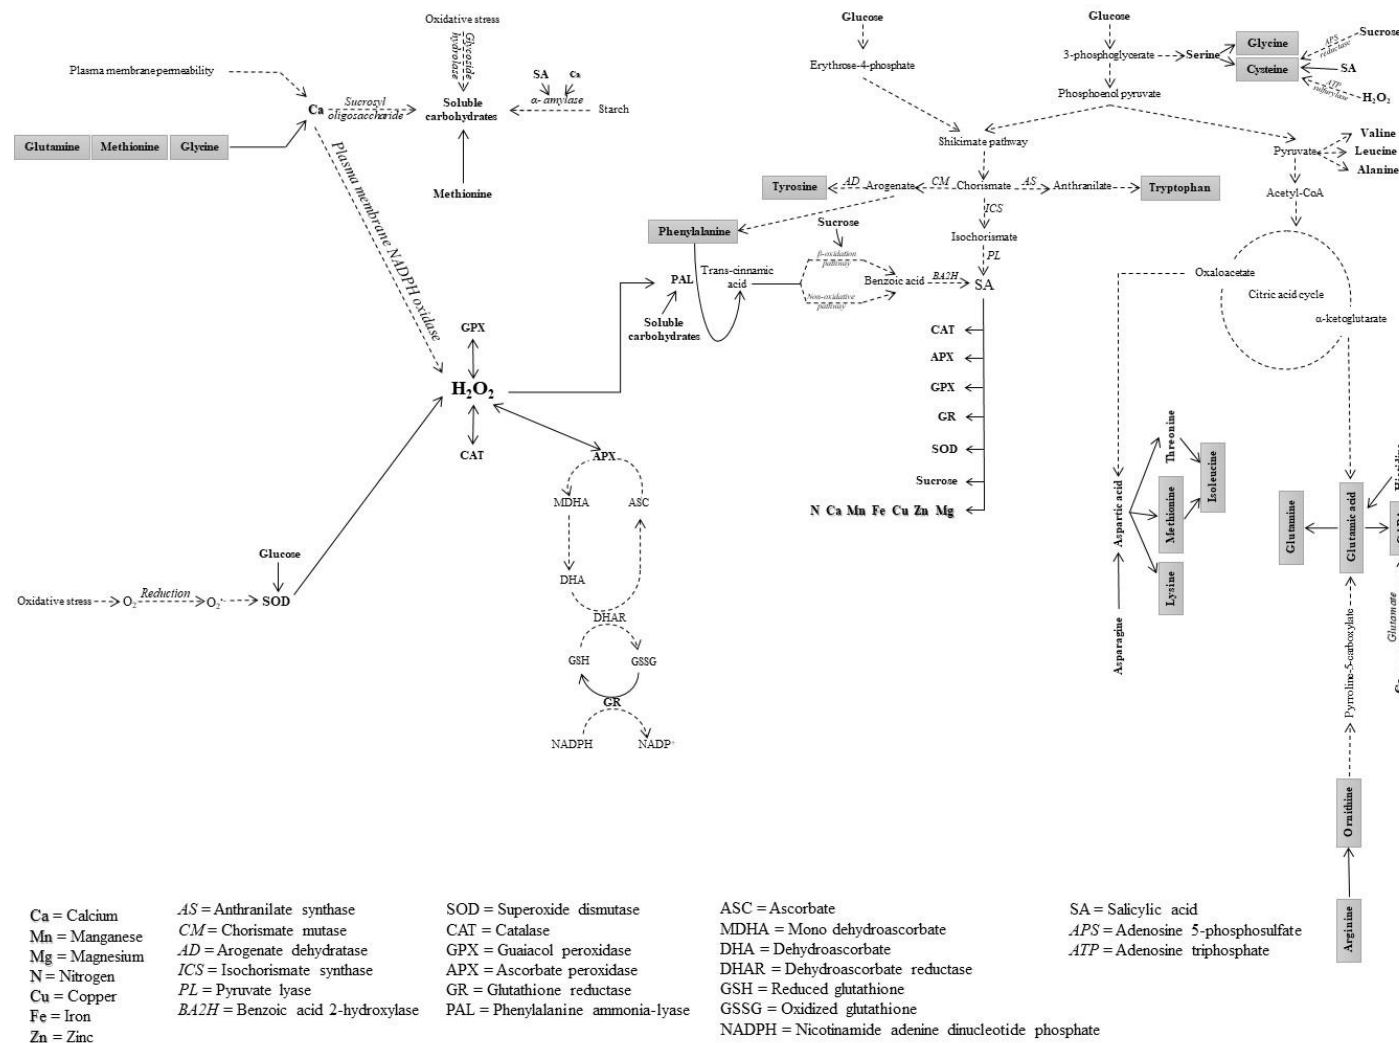 Oxidative stress
Glycoside
hydrolase
Plasma membrane permeability
SA
Ca
α- amylase
Starch
Ca
Sucrosyl
oligosaccharide
Soluble
carbohydrates
Glutamine
Methionine
Glycine
Methionine
Plasma membrane NADPH oxidase
GPX
H₂O₂
CAT
APX
MDHA
ASC
DHA
DHAR
GSH
GSSG
GR
NADPH
NADP⁺
Glucose
Oxidative stress
O₂
Reduction
O₂
SOD
Glucose
Erythrose-4-phosphate
Glucose
3-phosphoglycerate
Serine
Glycine
Cysteine
APS
reductase
Sucrose
SA
ATP
sulfurylase
H₂O₂
Phosphoenol pyruvate
Shikimate pathway
Pyruvate
Valine
Leucine
Alanine
Acetyl-CoA
Tyrosine
AD
Arogenate
CM
Chorismate
AS
Anthranilate
Tryptophan
ICS
Phenylalanine
Sucrose
Isochorismate
PL
β-oxidation
pathway
PAL
Trans-cinnamic
acid
Benzoic acid
BA2H
SA
Non-oxidative
pathway
Soluble
carbohydrates
Oxaloacetate
Citric acid cycle
α-ketoglutarate
CAT
APX
GPX
GR
SOD
Sucrose
N Ca Mn Fe Cu Zn Mg
Asparagine
Aspartic acid
Threonine
Methionine
Lysine
Isoleucine
Glutamine
Glutamic acid
Glutamate
Pyrroline-5-carboxylate
Ornithine
Arginine
Ca = Calcium
Mn = Manganese
Mg = Magnesium
N = Nitrogen
Cu = Copper
Fe = Iron
Zn = Zinc
AS = Anthranilate synthase
CM = Chorismate mutase
AD = Arogenate dehydratase
ICS = Isochorismate synthase
PL = Pyruvate lyase
BA2H = Benzoic acid 2-hydroxylase
SOD = Superoxide dismutase
CAT = Catalase
GPX = Guaiacol peroxidase
APX = Ascorbate peroxidase
GR = Glutathione reductase
PAL = Phenylalanine ammonia-lyase
ASC = Ascorbate
MDHA = Mono dehydroascorbate
DHA = Dehydroascorbate
DHAR = Dehydroascorbate reductase
GSH = Reduced glutathione
GSSG = Oxidized glutathione
NADPH = Nicotinamide adenine dinucleotide phosphate
SA = Salicylic acid
APS = Adenosine 5-phosphosulfate
ATP = Adenosine triphosphate